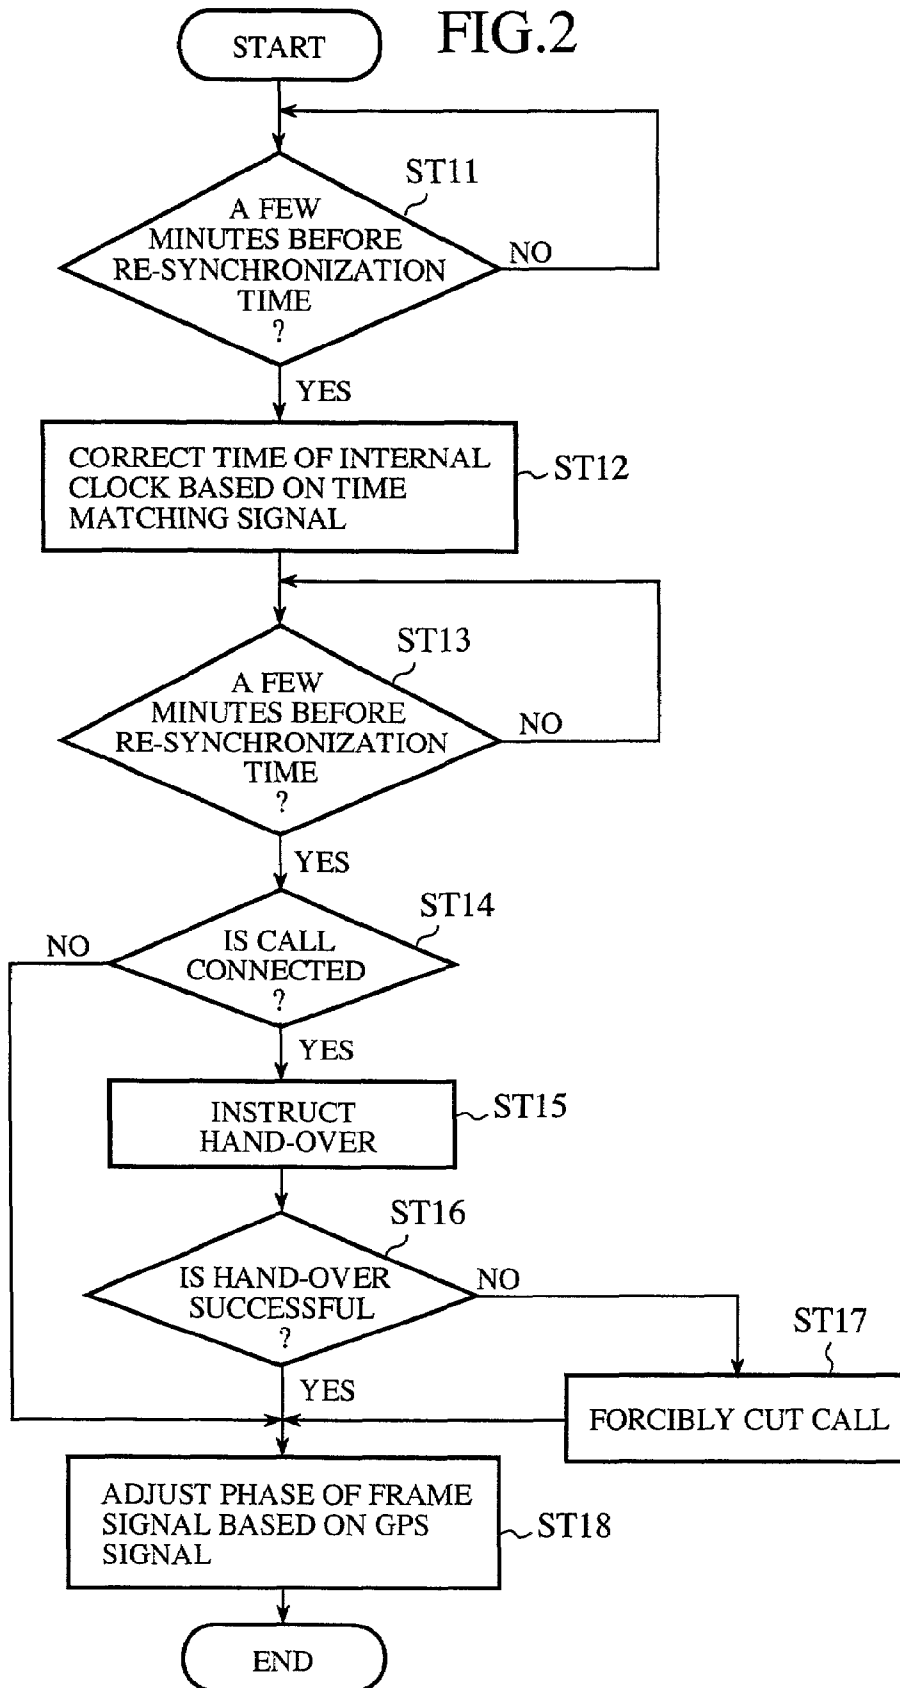 START
FIG.2
ST11
A FEW
MINUTES BEFORE
RE-SYNCHRONIZATION
TIME
?
NO
YES
CORRECT TIME OF INTERNAL
CLOCK BASED ON TIME
MATCHING SIGNAL
ST12
ST13
A FEW
MINUTES BEFORE
RE-SYNCHRONIZATION
TIME
?
NO
YES
ST14
IS CALL
CONNECTED
?
NO
YES
INSTRUCT
HAND-OVER
ST15
ST16
IS HAND-OVER
SUCCESSFUL
?
NO
YES
ST17
FORCIBLY CUT CALL
ADJUST PHASE OF FRAME
SIGNAL BASED ON GPS
SIGNAL
ST18
END